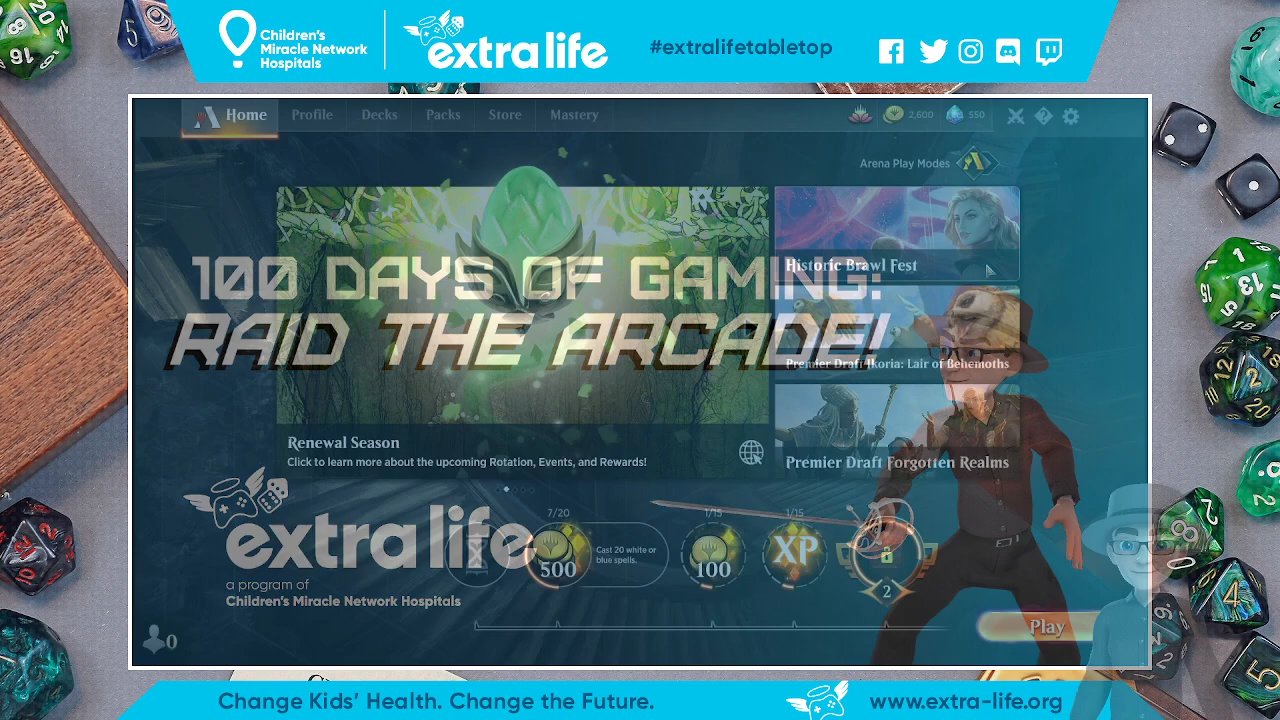 Children's
Miracle Network
Hospitals
extra life
#extralifetabletop
Home
Profile
Decks
Packs
Store
Mastery
2,600
550
Arena Play Modes
100 DAYS OF GAMING:
RAID THE ARCADE!
Historic Brawl Fest
Premier Draft Ikoria: Lair of Behemoths
Premier Draft Forgotten Realms
Renewal Season
Click to learn more about the upcoming Rotation, Events, and Rewards!
extra life
a program of
Children's Miracle Network Hospitals
7/20
500
Cast 20 white or
blue spells.
1/15
100
1/15
XP
2
0
Play
Change Kids' Health. Change the Future.
www.extra-life.org